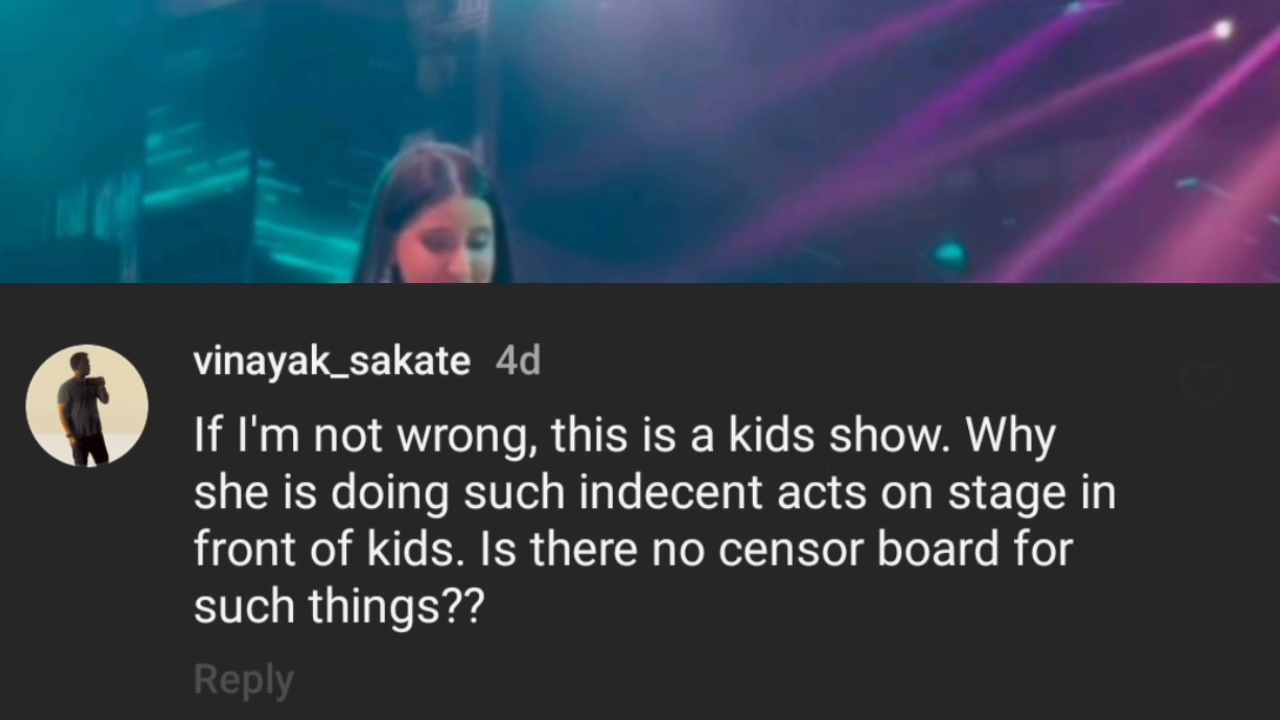 vinayak_sakate 4d
If I'm not wrong, this is a kids show. Why
she is doing such indecent acts on stage in
front of kids. Is there no censor board for
such things??
Reply